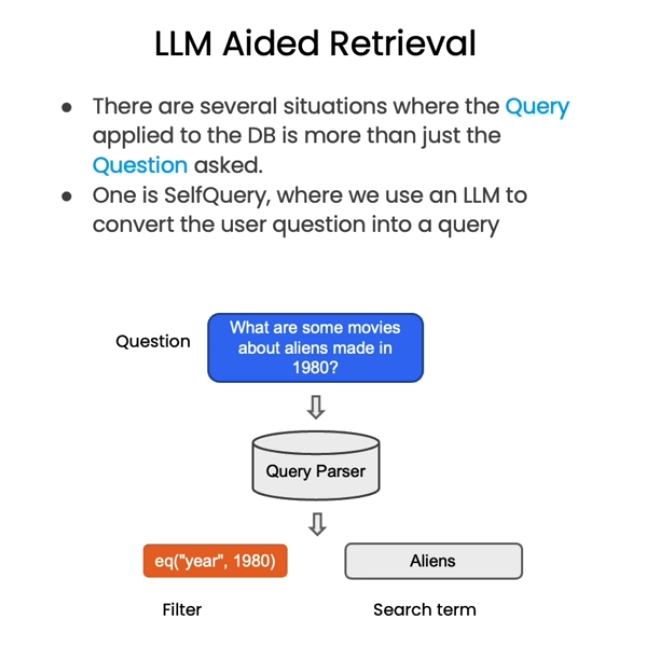 LLM Aided Retrieval
● There are several situations where the Query
applied to the DB is more than just the
Question asked.
● One is SelfQuery, where we use an LLM to
convert the user question into a query
Question
What are some movies
about aliens made in
1980?
Query Parser
eq("year", 1980)
Aliens
Filter
Search term